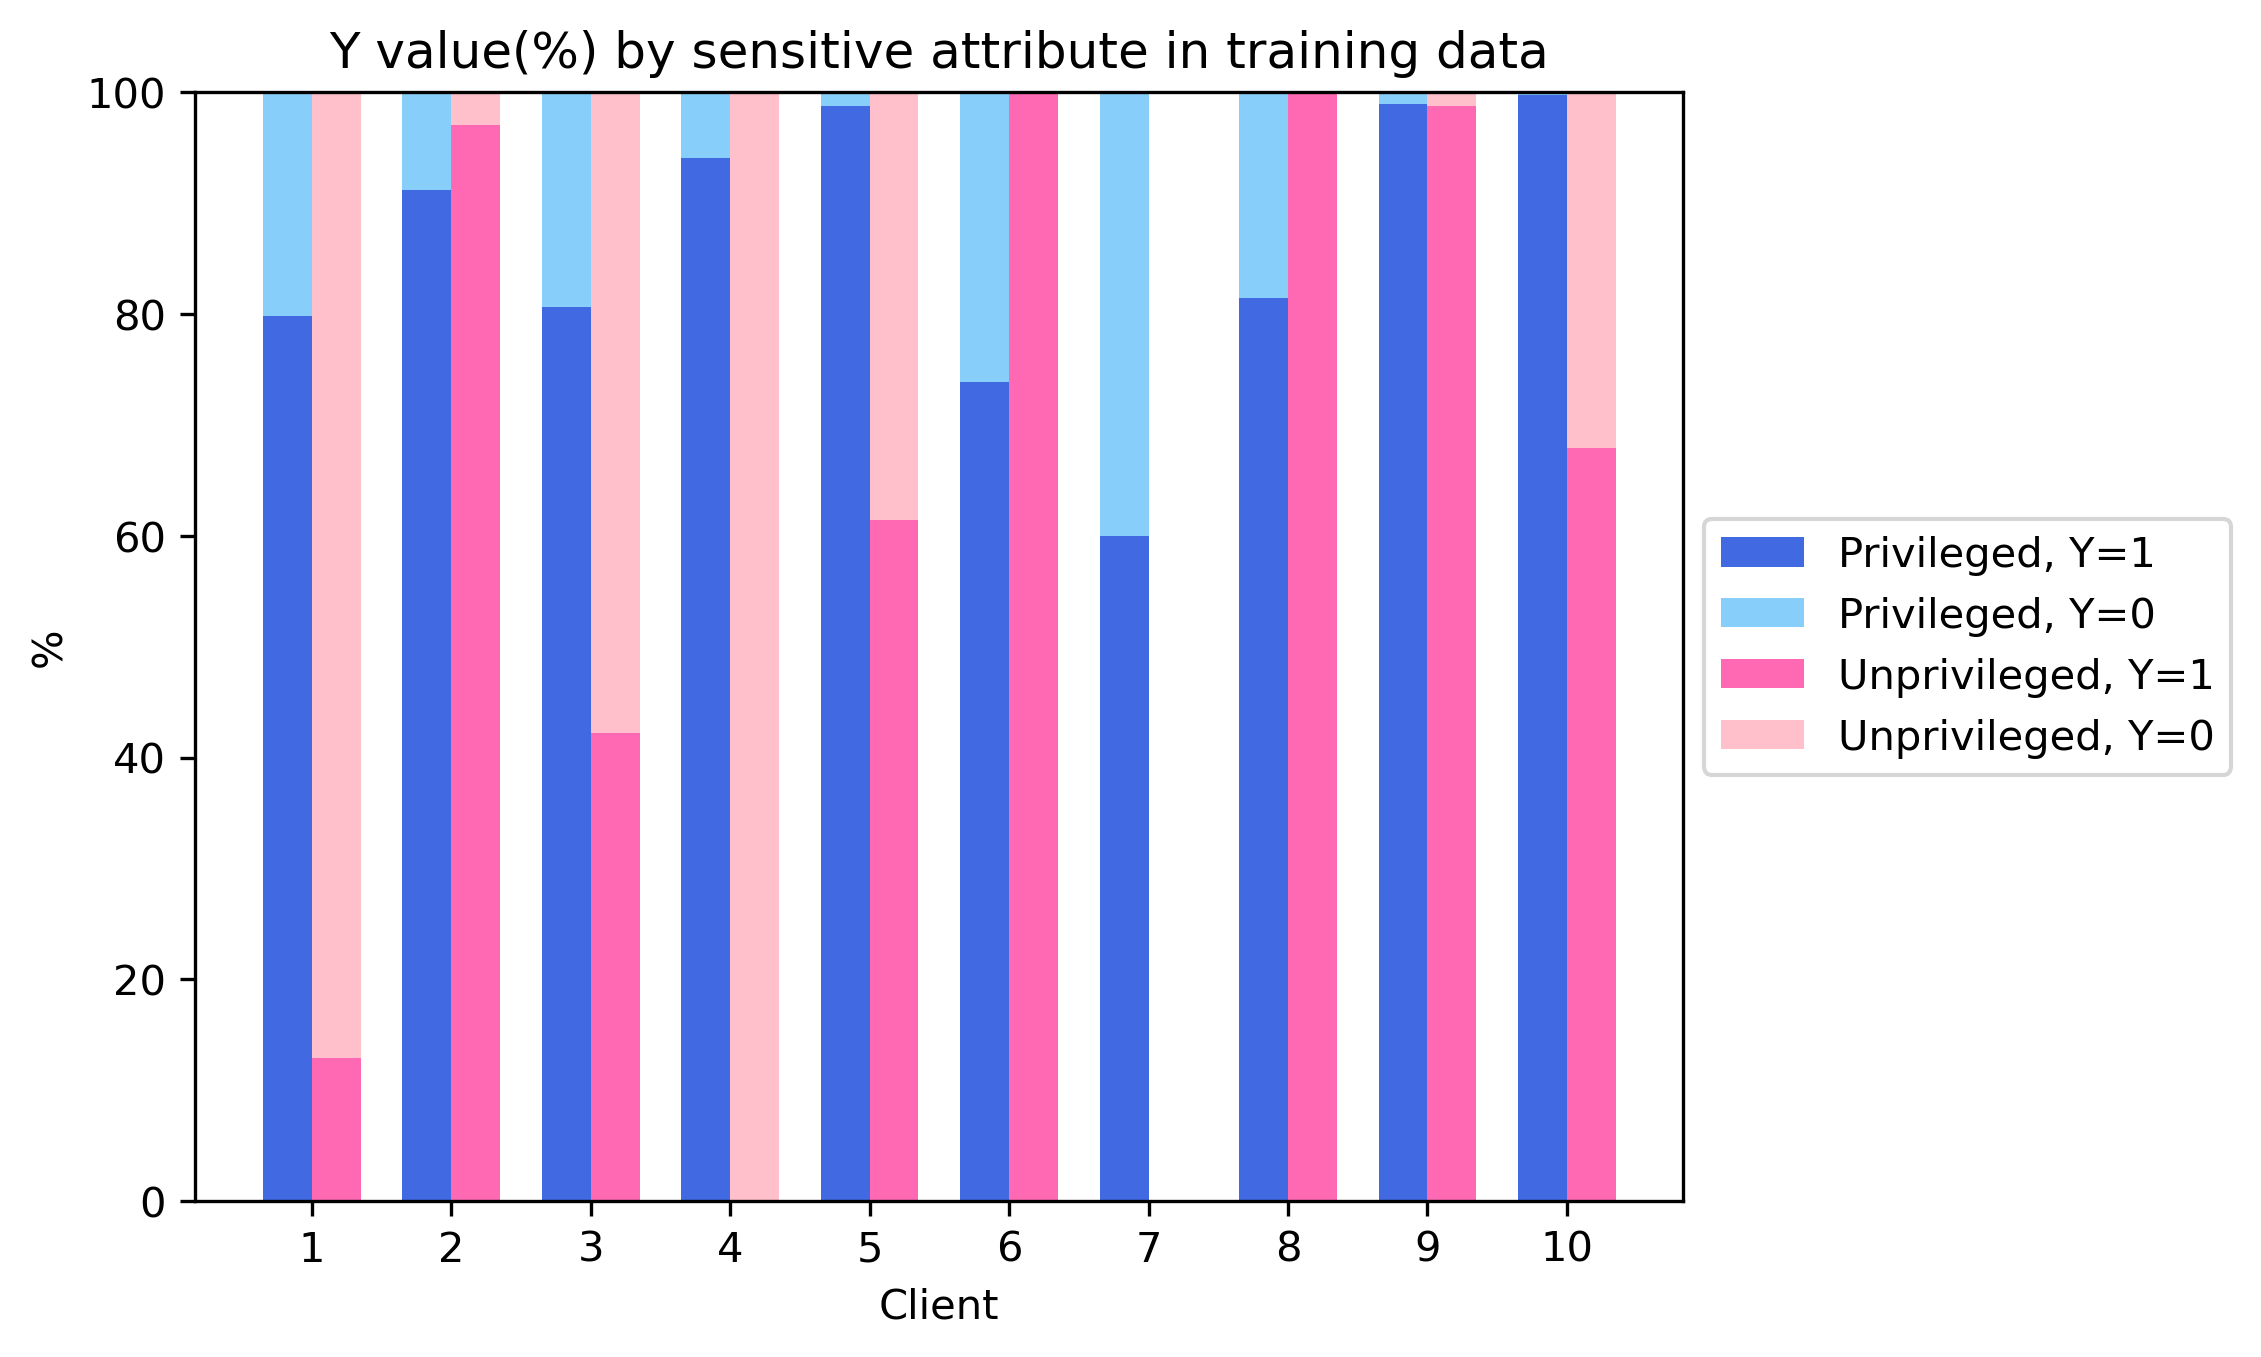 Y value(%) by sensitive attribute in training data
100
80
60
40
20
0
%
1 2 3 4 5 6 7 8 9 10
Client
Privileged, Y=1
Privileged, Y=0
Unprivileged, Y=1
Unprivileged, Y=0